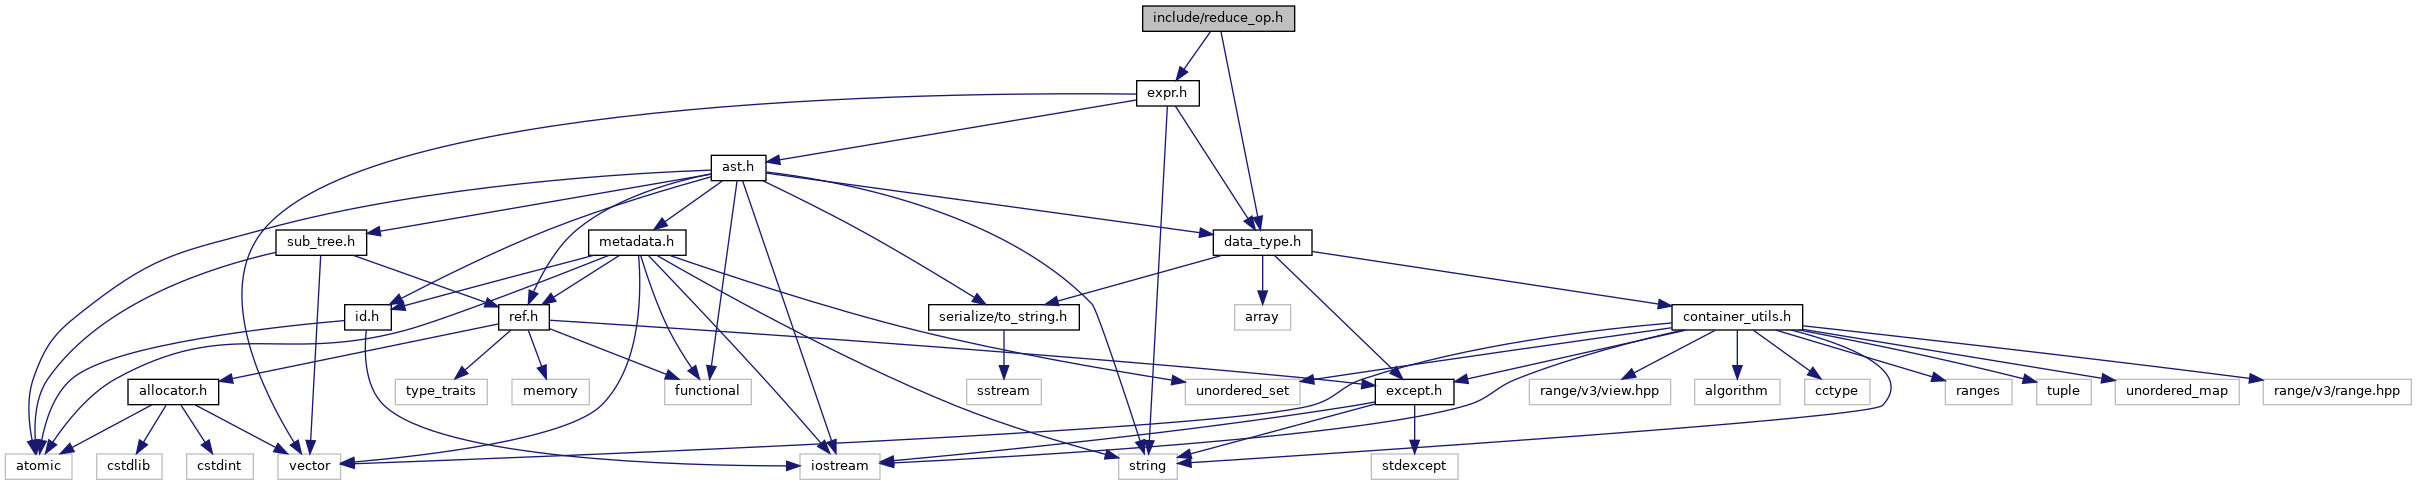 include/reduce_op.h
expr.h
ast.h
sub_tree.h
metadata.h
data_type.h
id.h
ref.h
serialize/to_string.h
array
container_utils.h
allocator.h
type_traits
memory
functional
sstream
unordered_set
except.h
range/v3/view.hpp
algorithm
cctype
ranges
tuple
unordered_map
range/v3/range.hpp
atomic
cstdlib
cstdint
vector
iostream
string
stdexcept